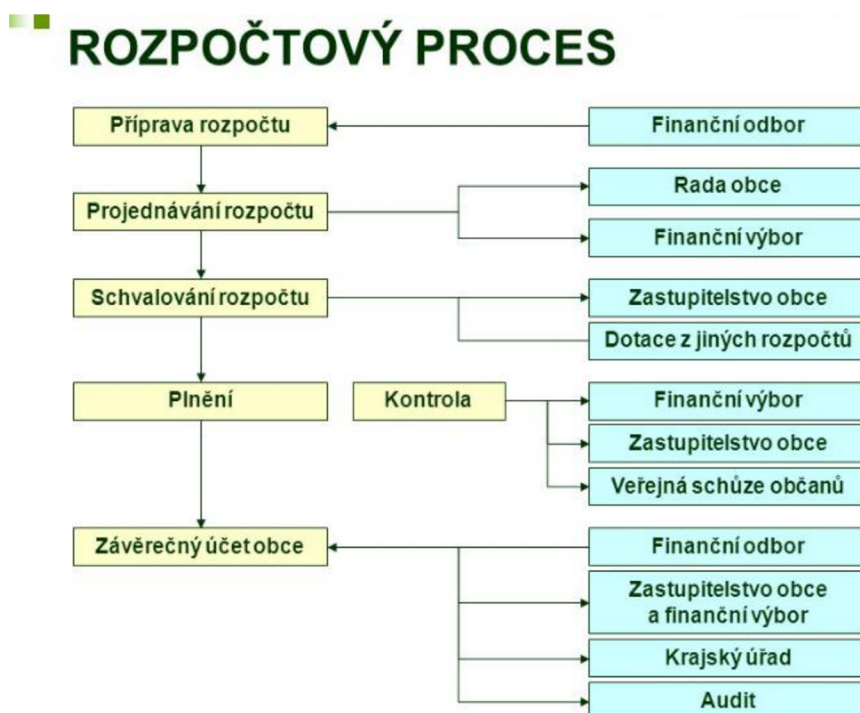 ROZPOČTOVÝ PROCES
Příprava rozpočtu
Finanční odbor
Rada obce
Projednávání rozpočtu
Finanční výbor
Schvalování rozpočtu
Zastupitelstvo obce
Dotace z jiných rozpočtů
Plnění
Kontrola
Finanční výbor
Zastupitelstvo obce
Veřejná schůze občanů
Závěrečný účet obce
Finanční odbor
Zastupitelstvo obce
a finanční výbor
Krajský úřad
Audit